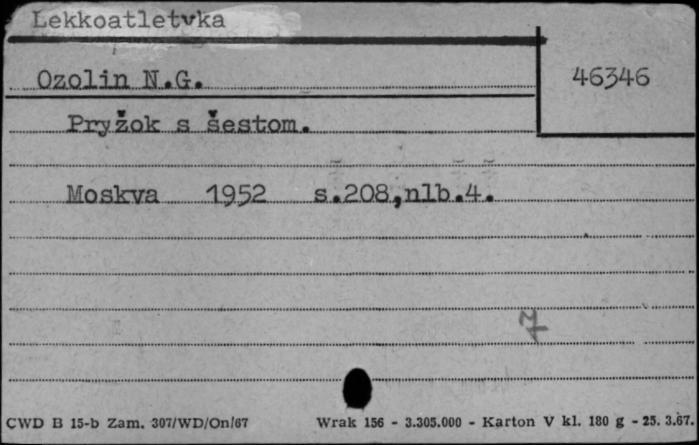 Lekkoatletyka
Ozolin N.G.
46346
Pryžok s šestom.
Moskva 1952 s.208,nlb.4.
7
CWD B 15-b Zam. 307/WD/On/67 Wrak 156 - 3.305.000 - Karton V kl. 180 g - 25. 3.67.